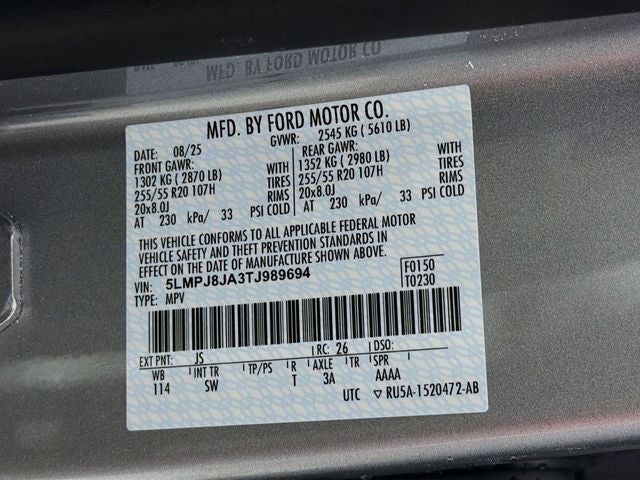 MFD. BY FORD MOTOR CO.
MFD. BY FORD MOTOR CO.
DATE: 08/25 GVWR: 2545 KG ( 5610 LB)
FRONT GAWR: REAR GAWR:
1302 KG ( 2870 LB) WITH 1352 KG ( 2980 LB) WITH
255/55 R20 107H TIRES 255/55 R20 107H TIRES
20x8.0J RIMS 20x8.0J RIMS
AT 230 kPa/ 33 PSI COLD AT 230 kPa/ 33 PSI COLD
THIS VEHICLE CONFORMS TO ALL APPLICABLE FEDERAL MOTOR
VEHICLE SAFETY AND THEFT PREVENTION STANDARDS IN
EFFECT ON THE DATE OF MANUFACTURE SHOWN ABOVE.
VIN: 5LMPJ8JA3TJ989694 F0150
TYPE: MPV T0230
EXT PNT: JS RC: 26 DSO:
WB INT TR TP/PS R AXLE TR SPR
114 SW T 3A AAAA
UTC ▽ RU5A-1520472-AB